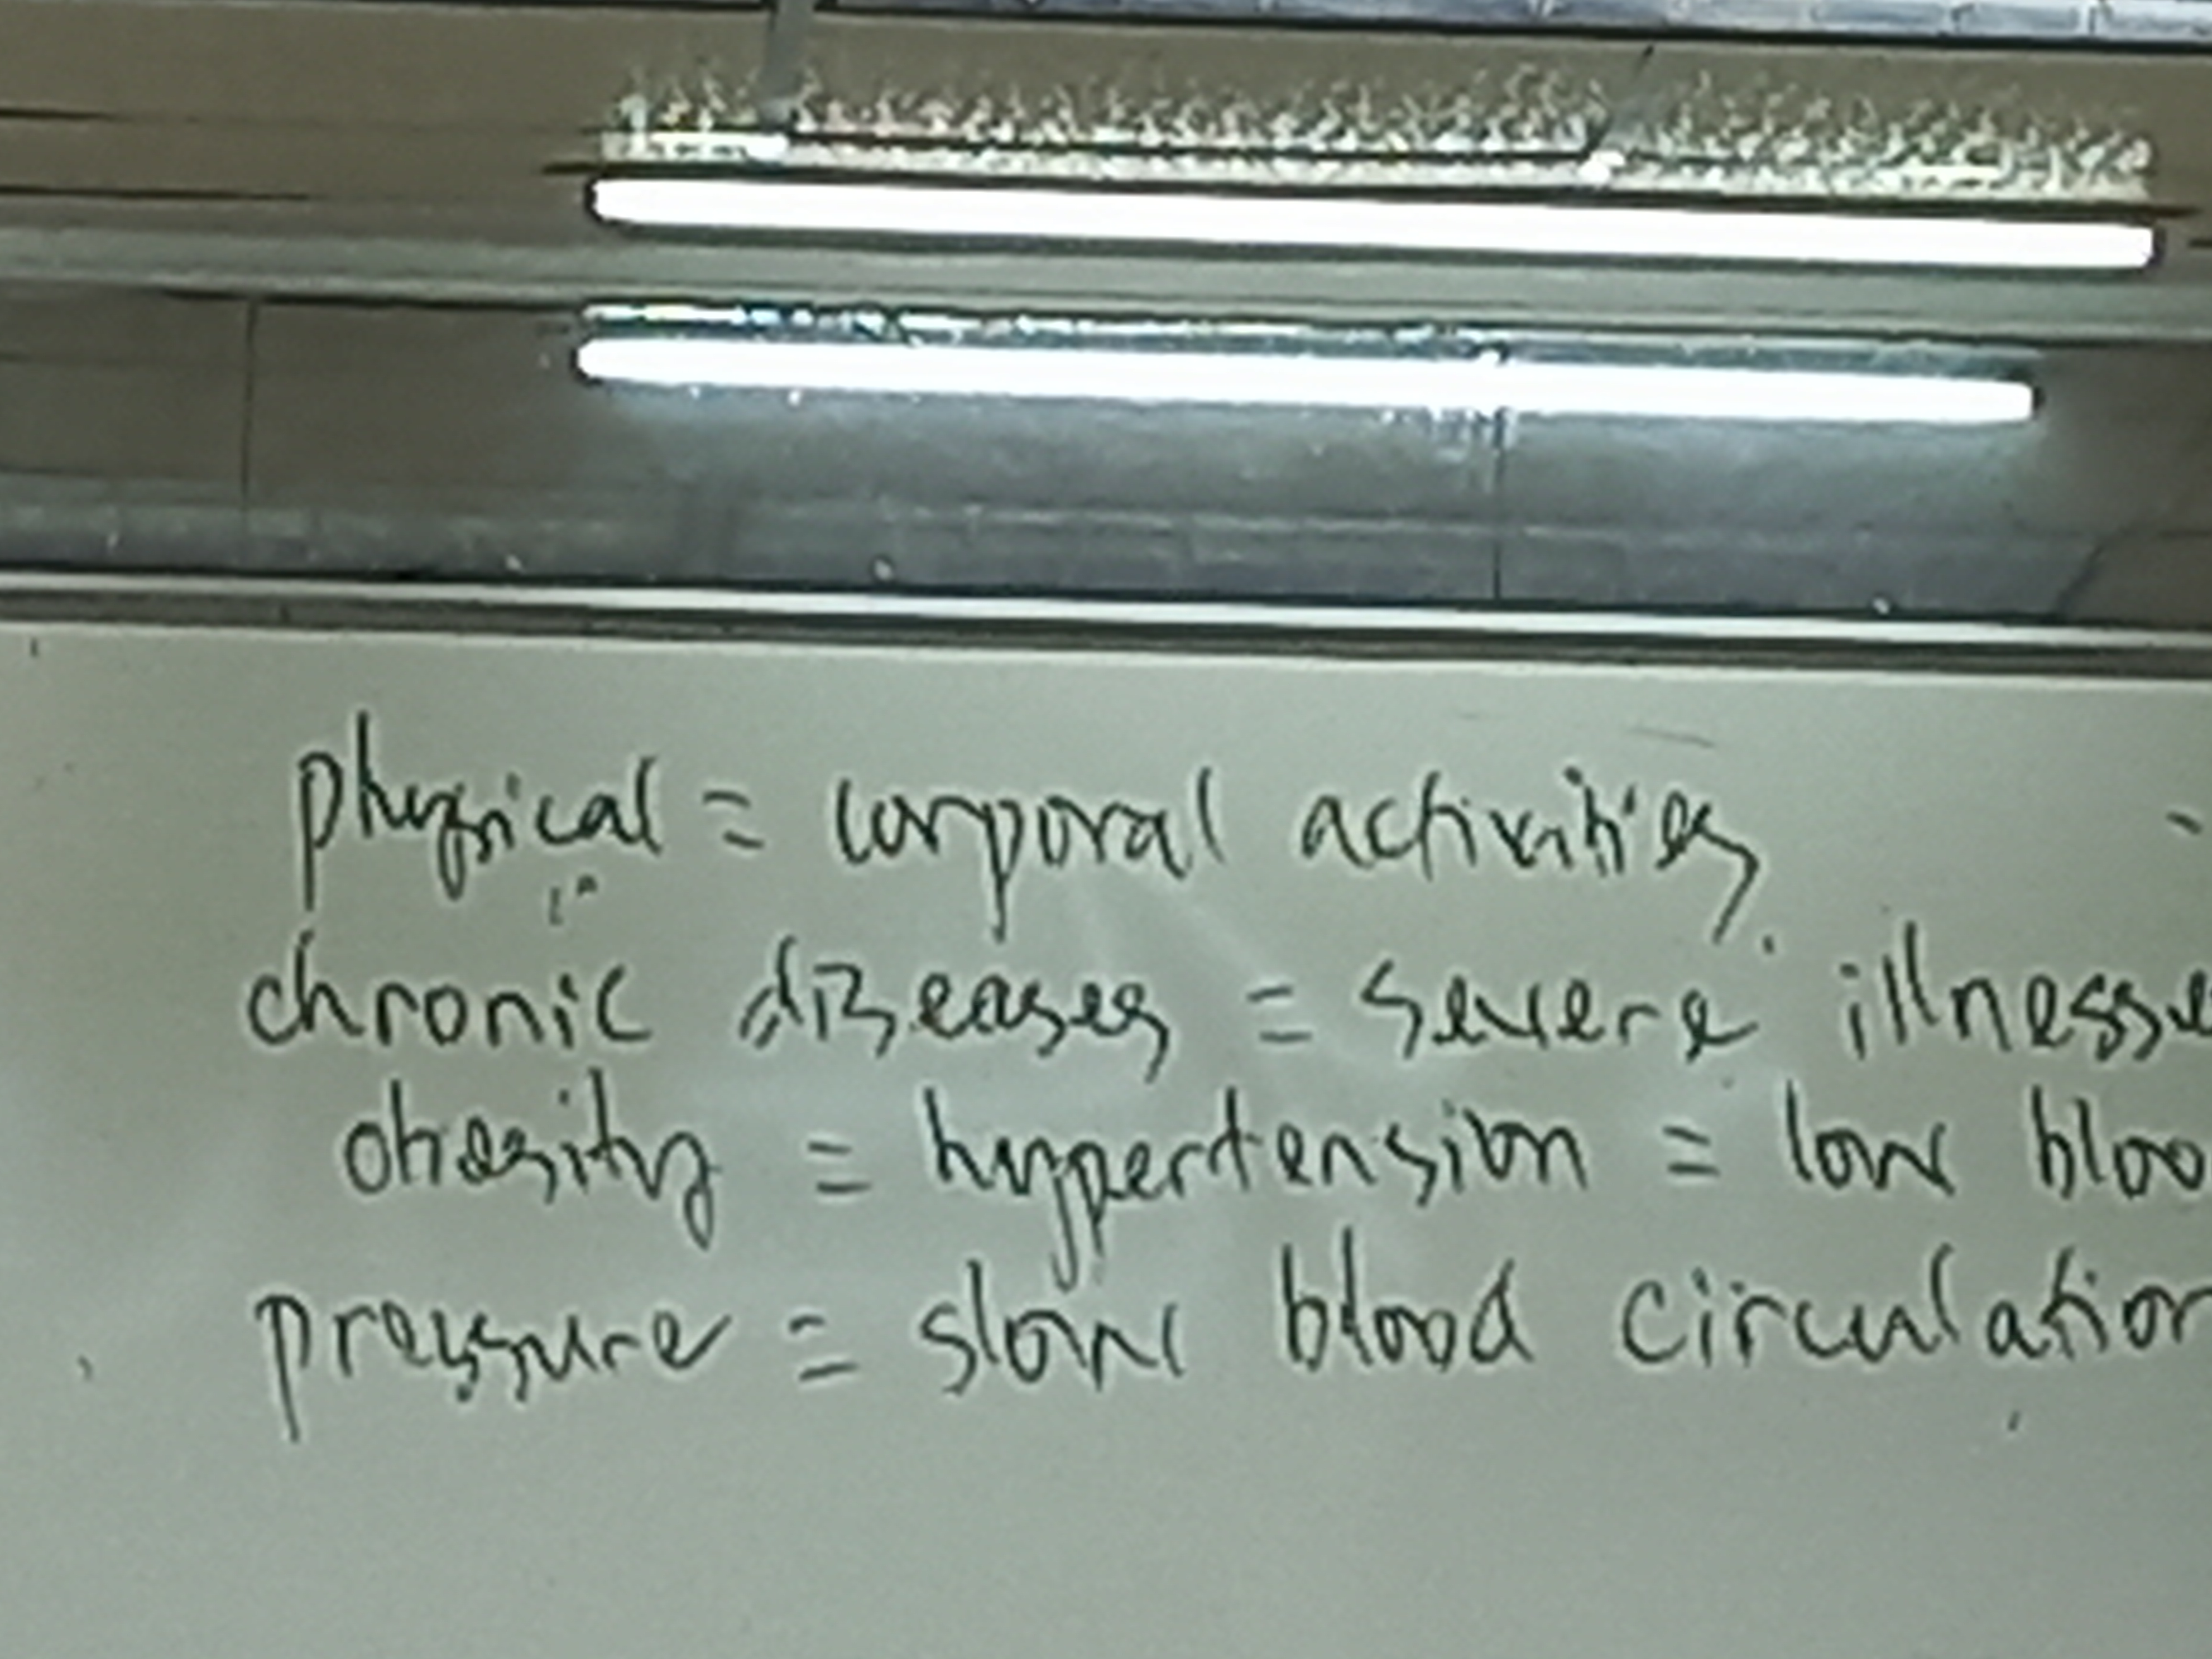 physical = corporal activities
chronic diseases = severe illnesse
obesity = hypertension = low bloo
pressure = slow blood circulation